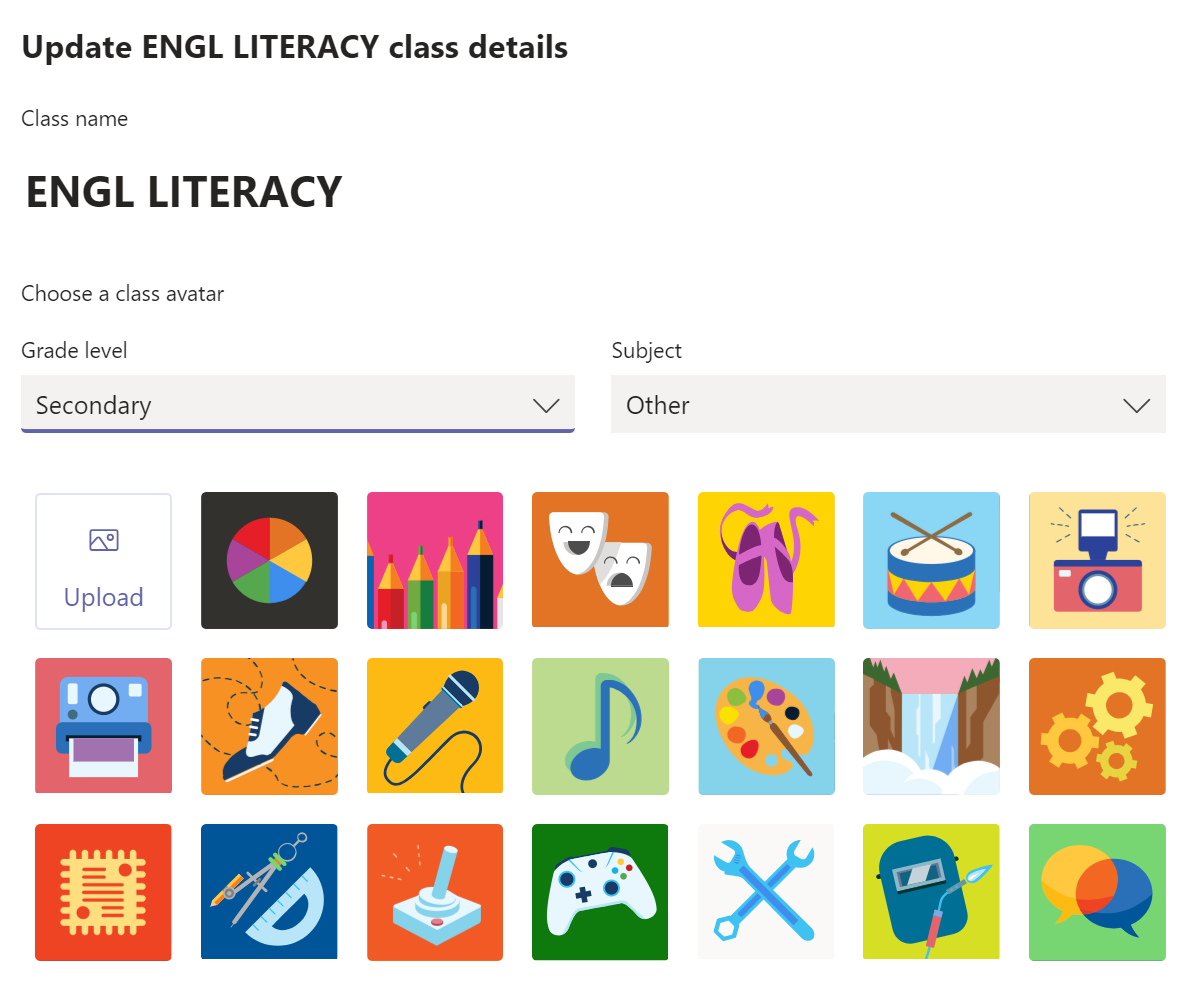 Update ENGL LITERACY class details
Class name
ENGL LITERACY
Choose a class avatar
Grade level
Subject
Secondary
Other
Upload